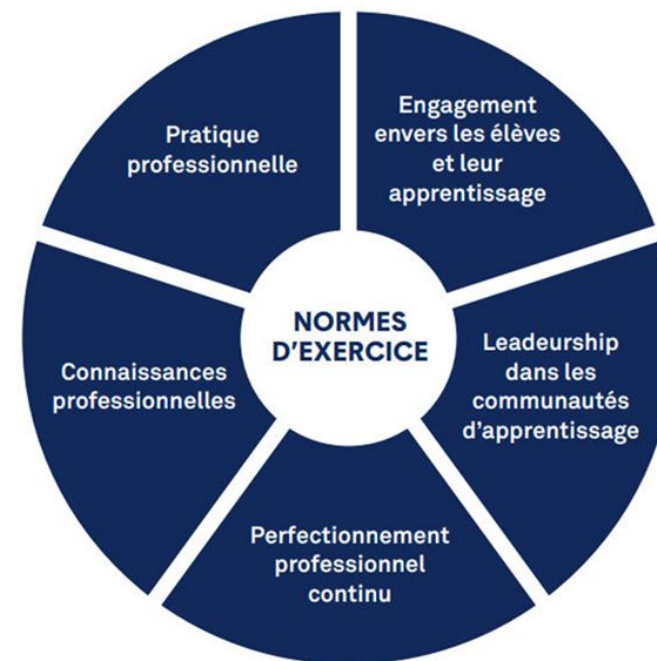 Pratique
professionnelle
Engagement
envers les élèves
et leur
apprentissage
NORMES
D'EXERCICE
Connaissances
professionnelles
Leadeurship
dans les
communautés
d'apprentissage
Perfectionnement
professionnel
continu